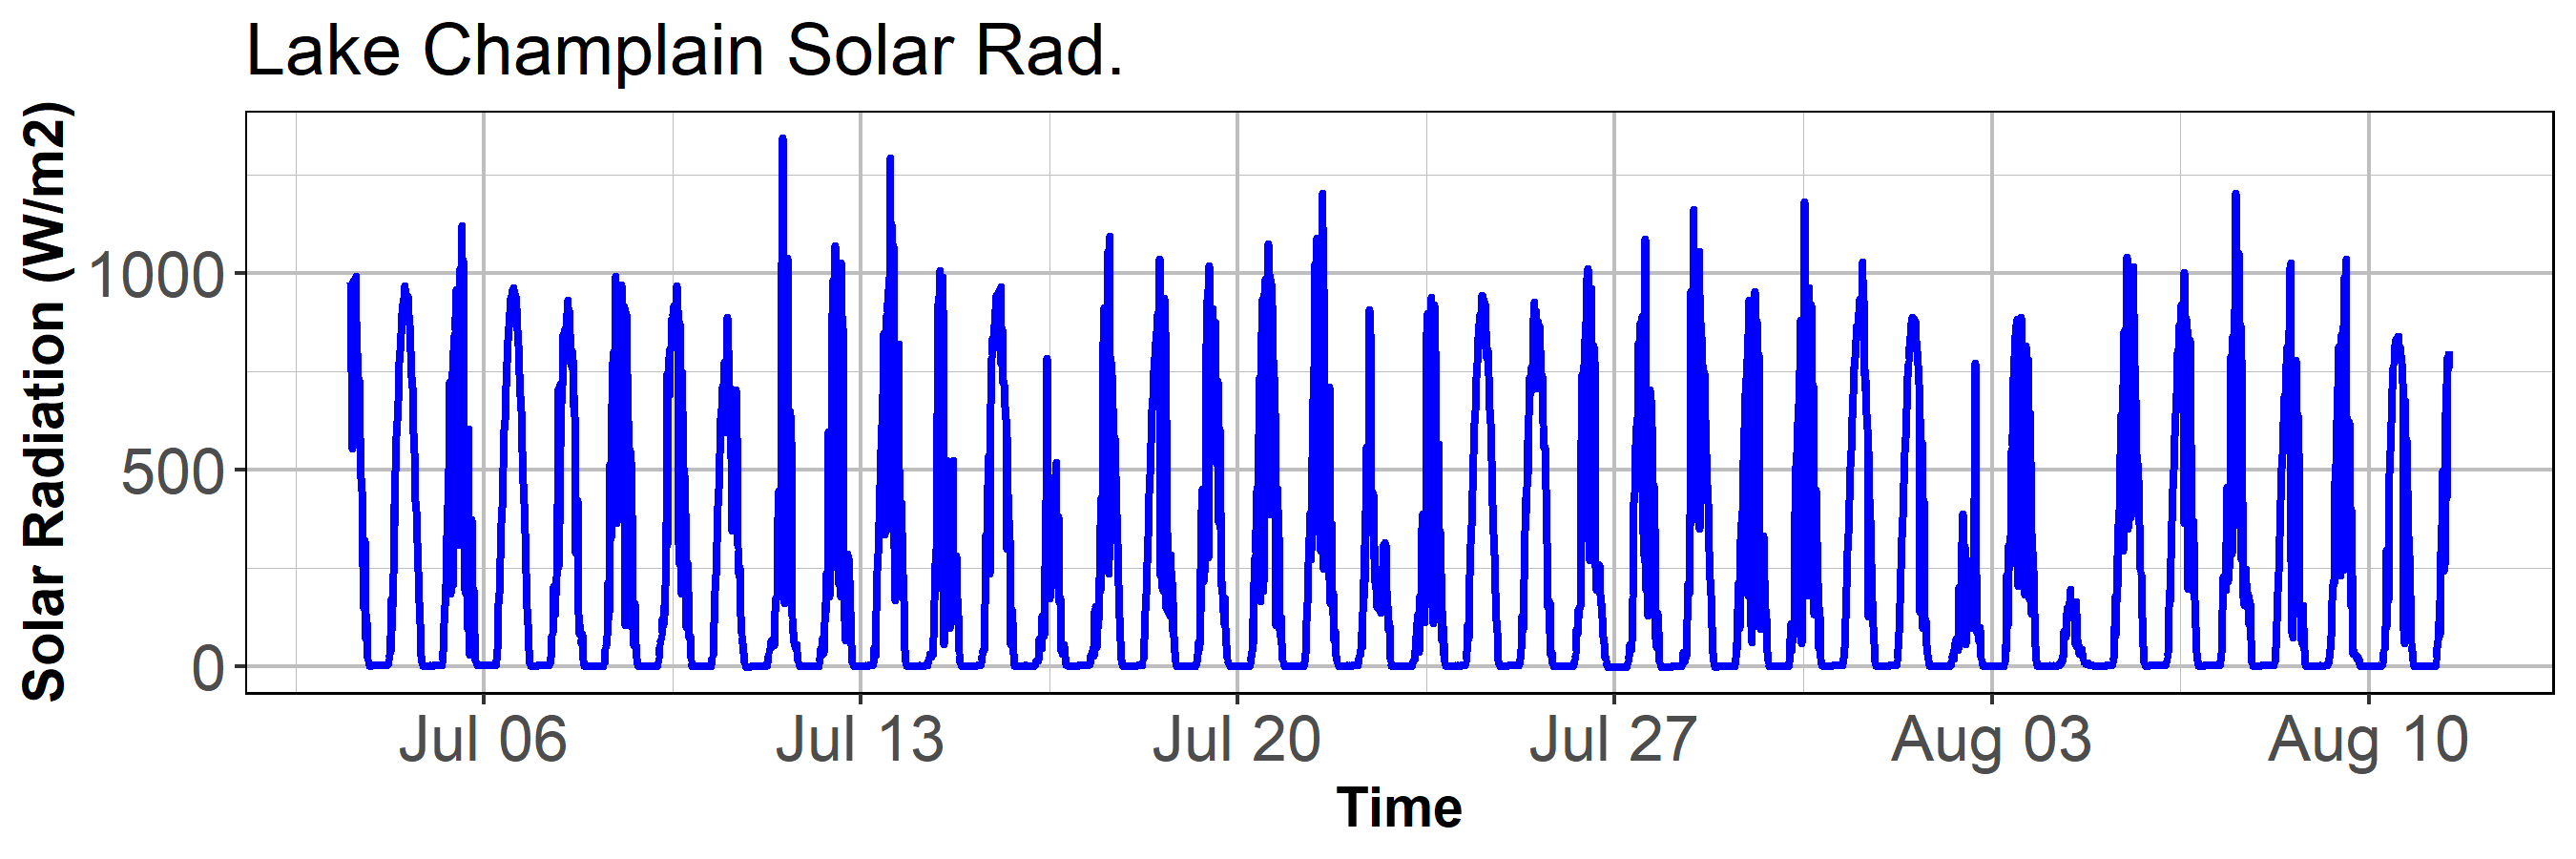 Lake Champlain Solar Rad.
Solar Radiation (W/m2)
1000
500
0
Jul 06 Jul 13 Jul 20 Jul 27 Aug 03 Aug 10
Time